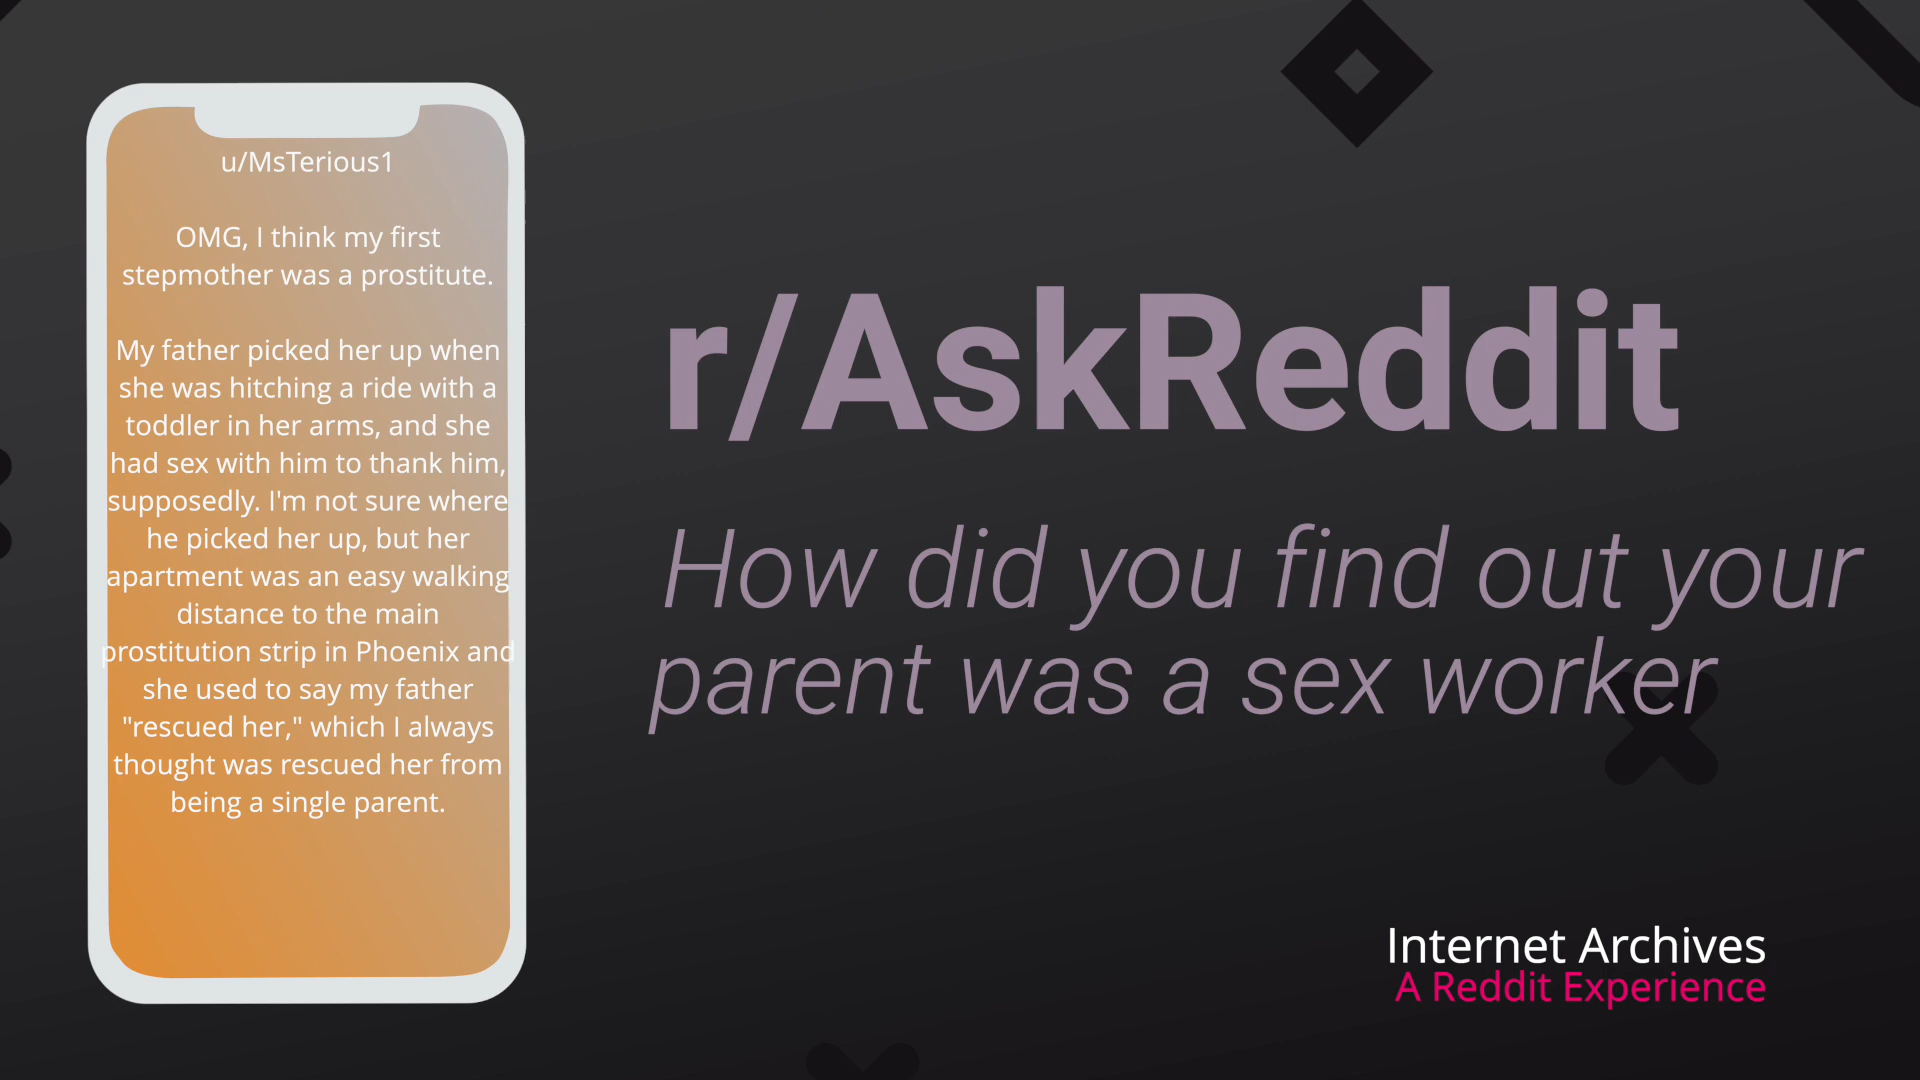 u/MsTerious1
OMG, I think my first
stepmother was a prostitute.
My father picked her up when
she was hitching a ride with a
toddler in her arms, and she
had sex with him to thank him,
supposedly. I'm not sure where
he picked her up, but her
apartment was an easy walking
distance to the main
prostitution strip in Phoenix and
she used to say my father
"rescued her," which I always
thought was rescued her from
being a single parent.
r/AskReddit
How did you find out your
parent was a sex worker
Internet Archives
A Reddit Experience